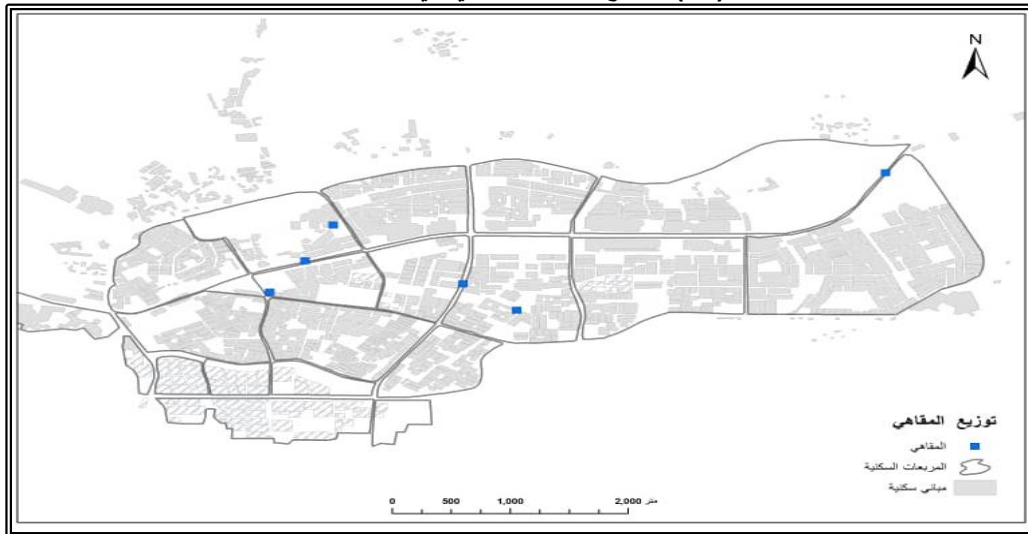 N
توزيع المقاهي
المقاهي
المربعات السكنية
مباني سكنية
0 500 1,000 2,000 متر